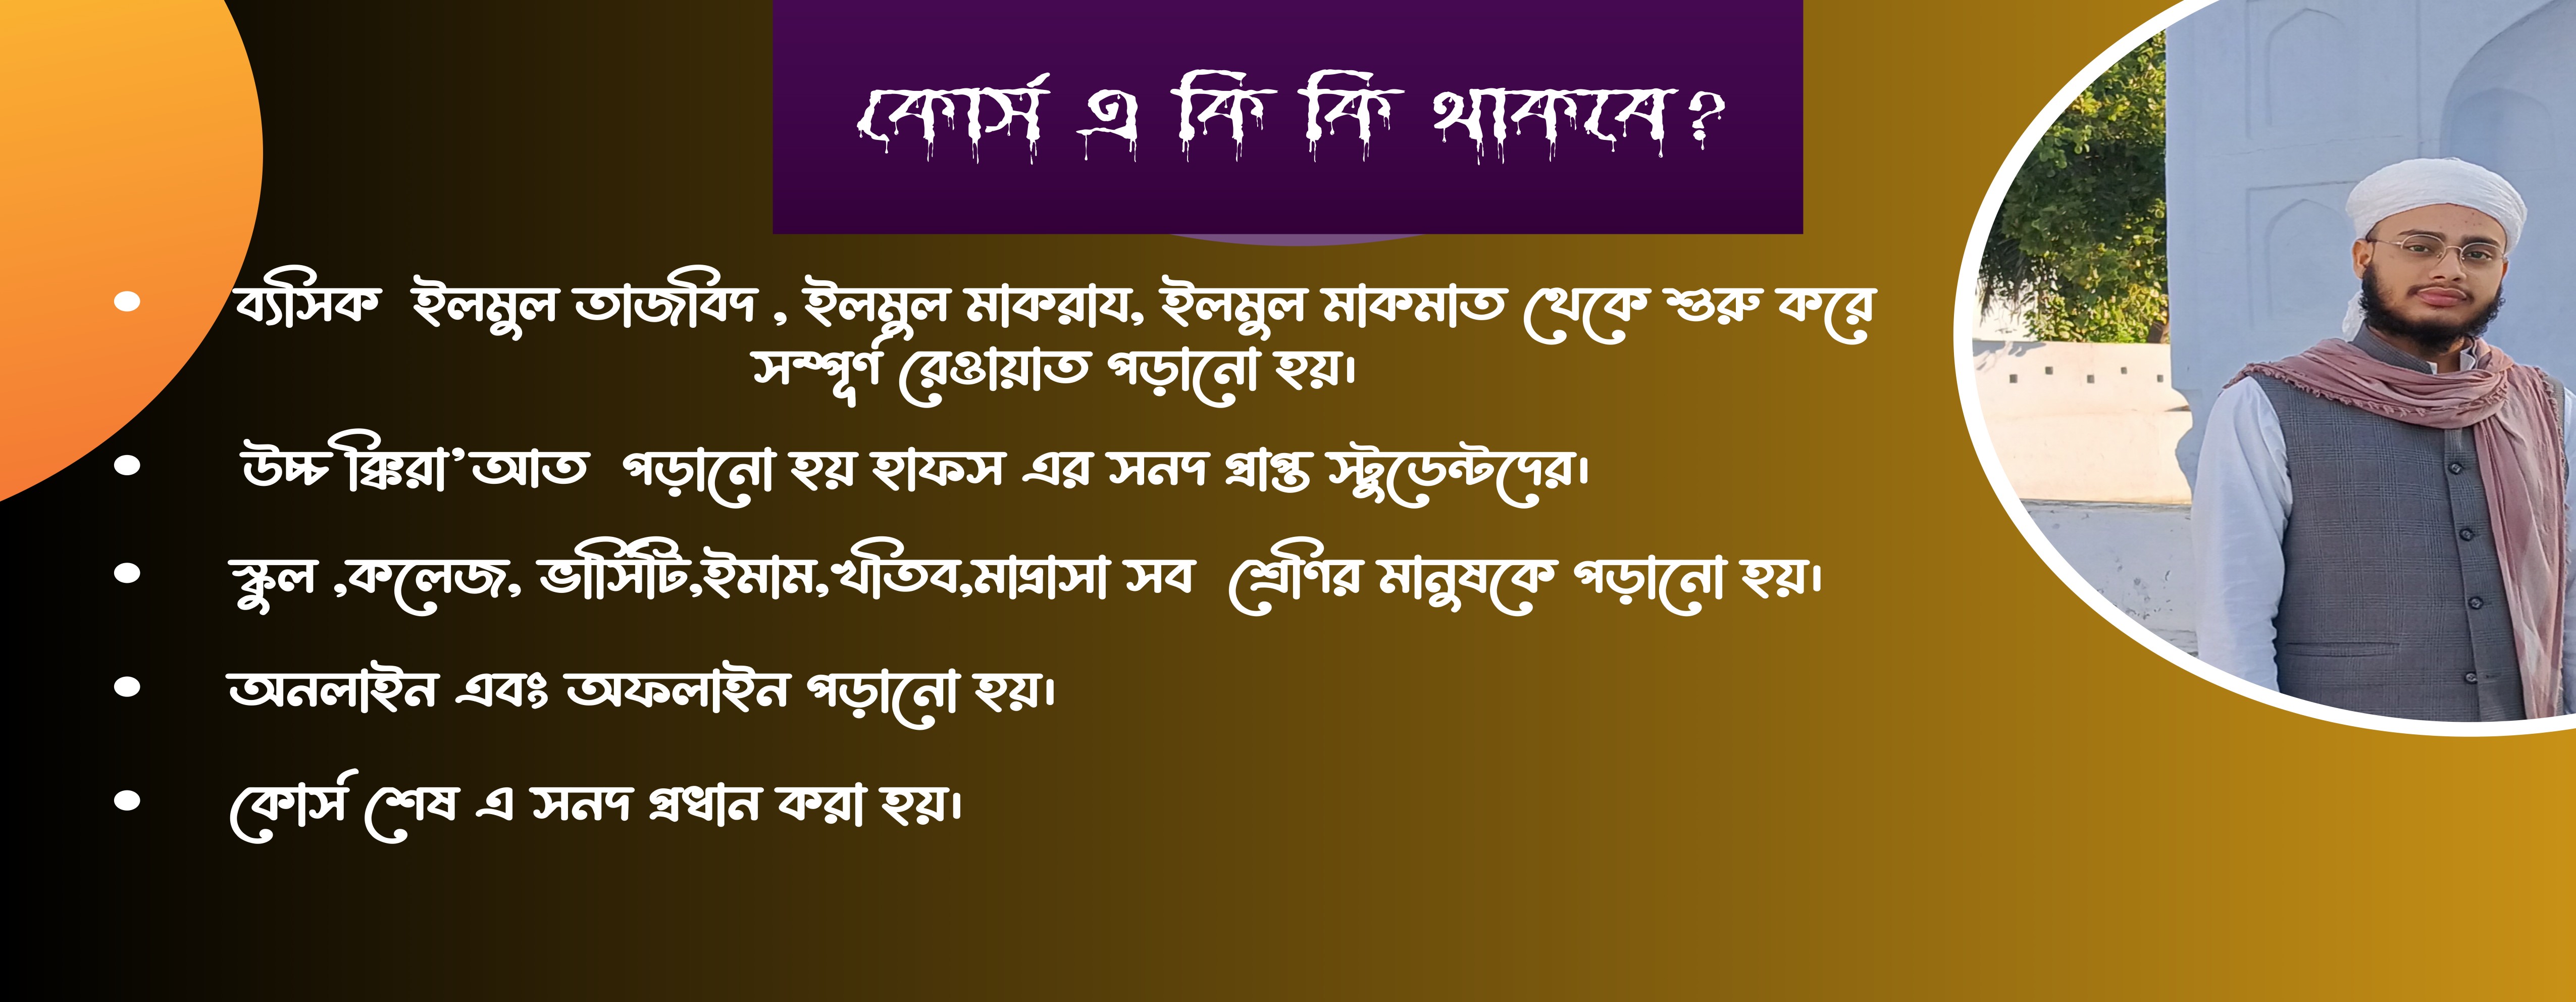 কোর্স এ কি কি থাকবে?
• ব্যসিক ইলমুল তাজবিদ , ইলমুল মাকরায, ইলমুল মাকমাত থেকে শুরু করে
সম্পূর্ণ রেওায়াত পড়ানো হয়।
• উচ্চ ক্কিরা’আত পড়ানো হয় হাফস এর সনদ প্রাপ্ত স্টুডেন্টদের।
• স্কুল ,কলেজ, ভার্সিটি,ইমাম,খতিব,মাদ্রাসা সব শ্রেণির মানুষকে পড়ানো হয়।
• অনলাইন এবং অফলাইন পড়ানো হয়।
• কোর্স শেষ এ সনদ প্রধান করা হয়।